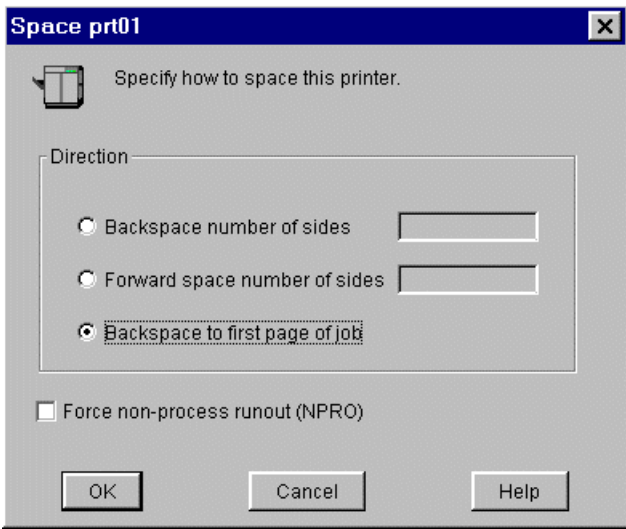 Space prt01
Specify how to space this printer.
Direction
Backspace number of sides
Forward space number of sides
Backspace to first page of job
Force non-process runout (NPRO)
OK Cancel Help